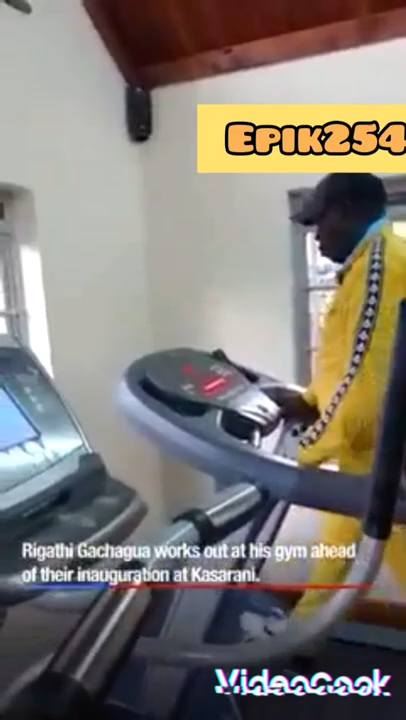 EPIK254
Rigathi Gachagua works out at his gym ahead
of their inauguration at Kasarani.
VideoCook